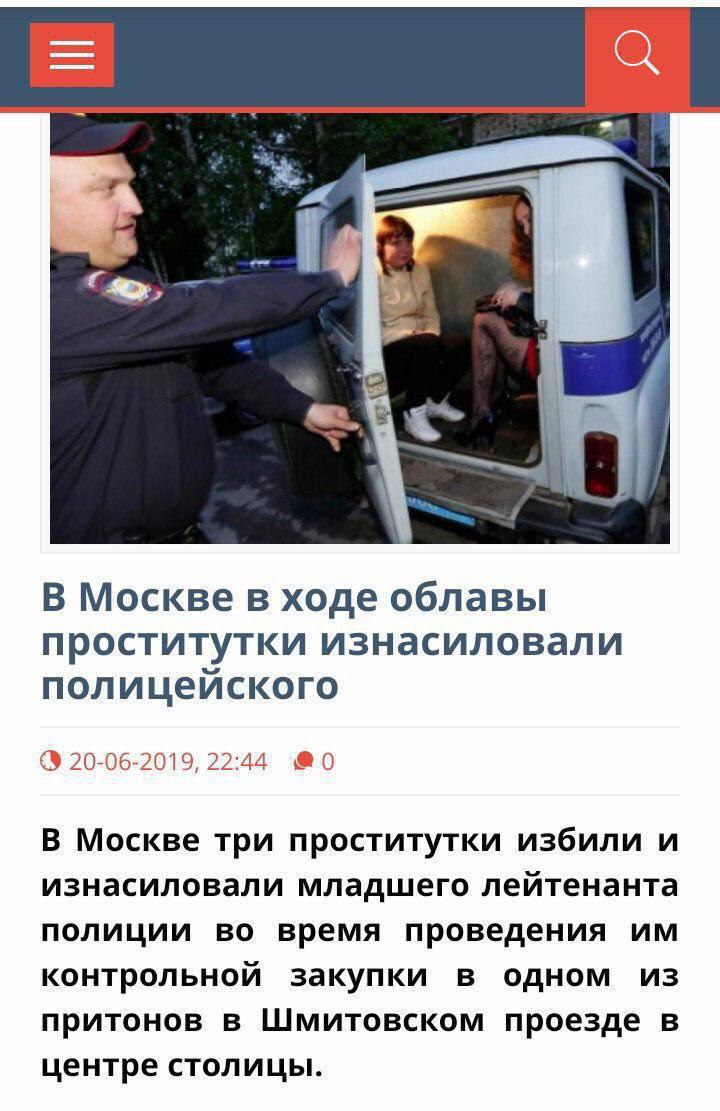 В Москве в ходе облавы
проститутки изнасиловали
полицейского
20-06-2019, 22:44 0
В Москве три проститутки избили и
изнасиловали младшего лейтенанта
полиции во время проведения им
контрольной закупки в одном из
притонов в Шмитовском проезде в
центре столицы.